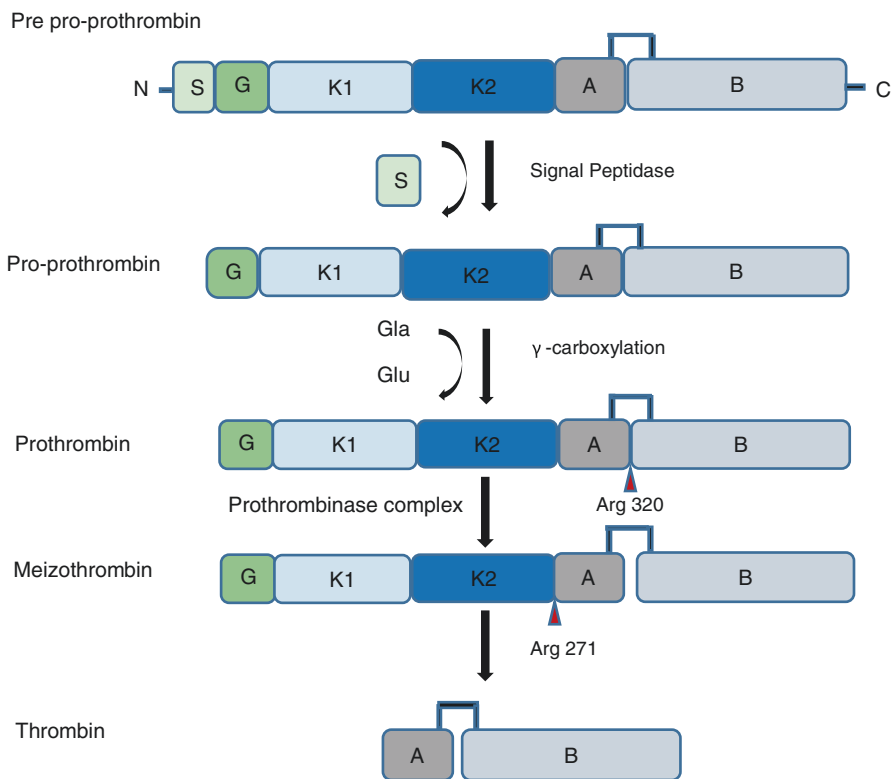 Pre pro-prothrombin
N S G K1 K2 A B C
S Signal Peptidase
Pro-prothrombin G K1 K2 A B
Gla
γ-carboxylation
Glu
Prothrombin G K1 K2 A B
Prothrombinase complex Arg 320
Meizothrombin G K1 K2 A B
Arg 271
Thrombin A B